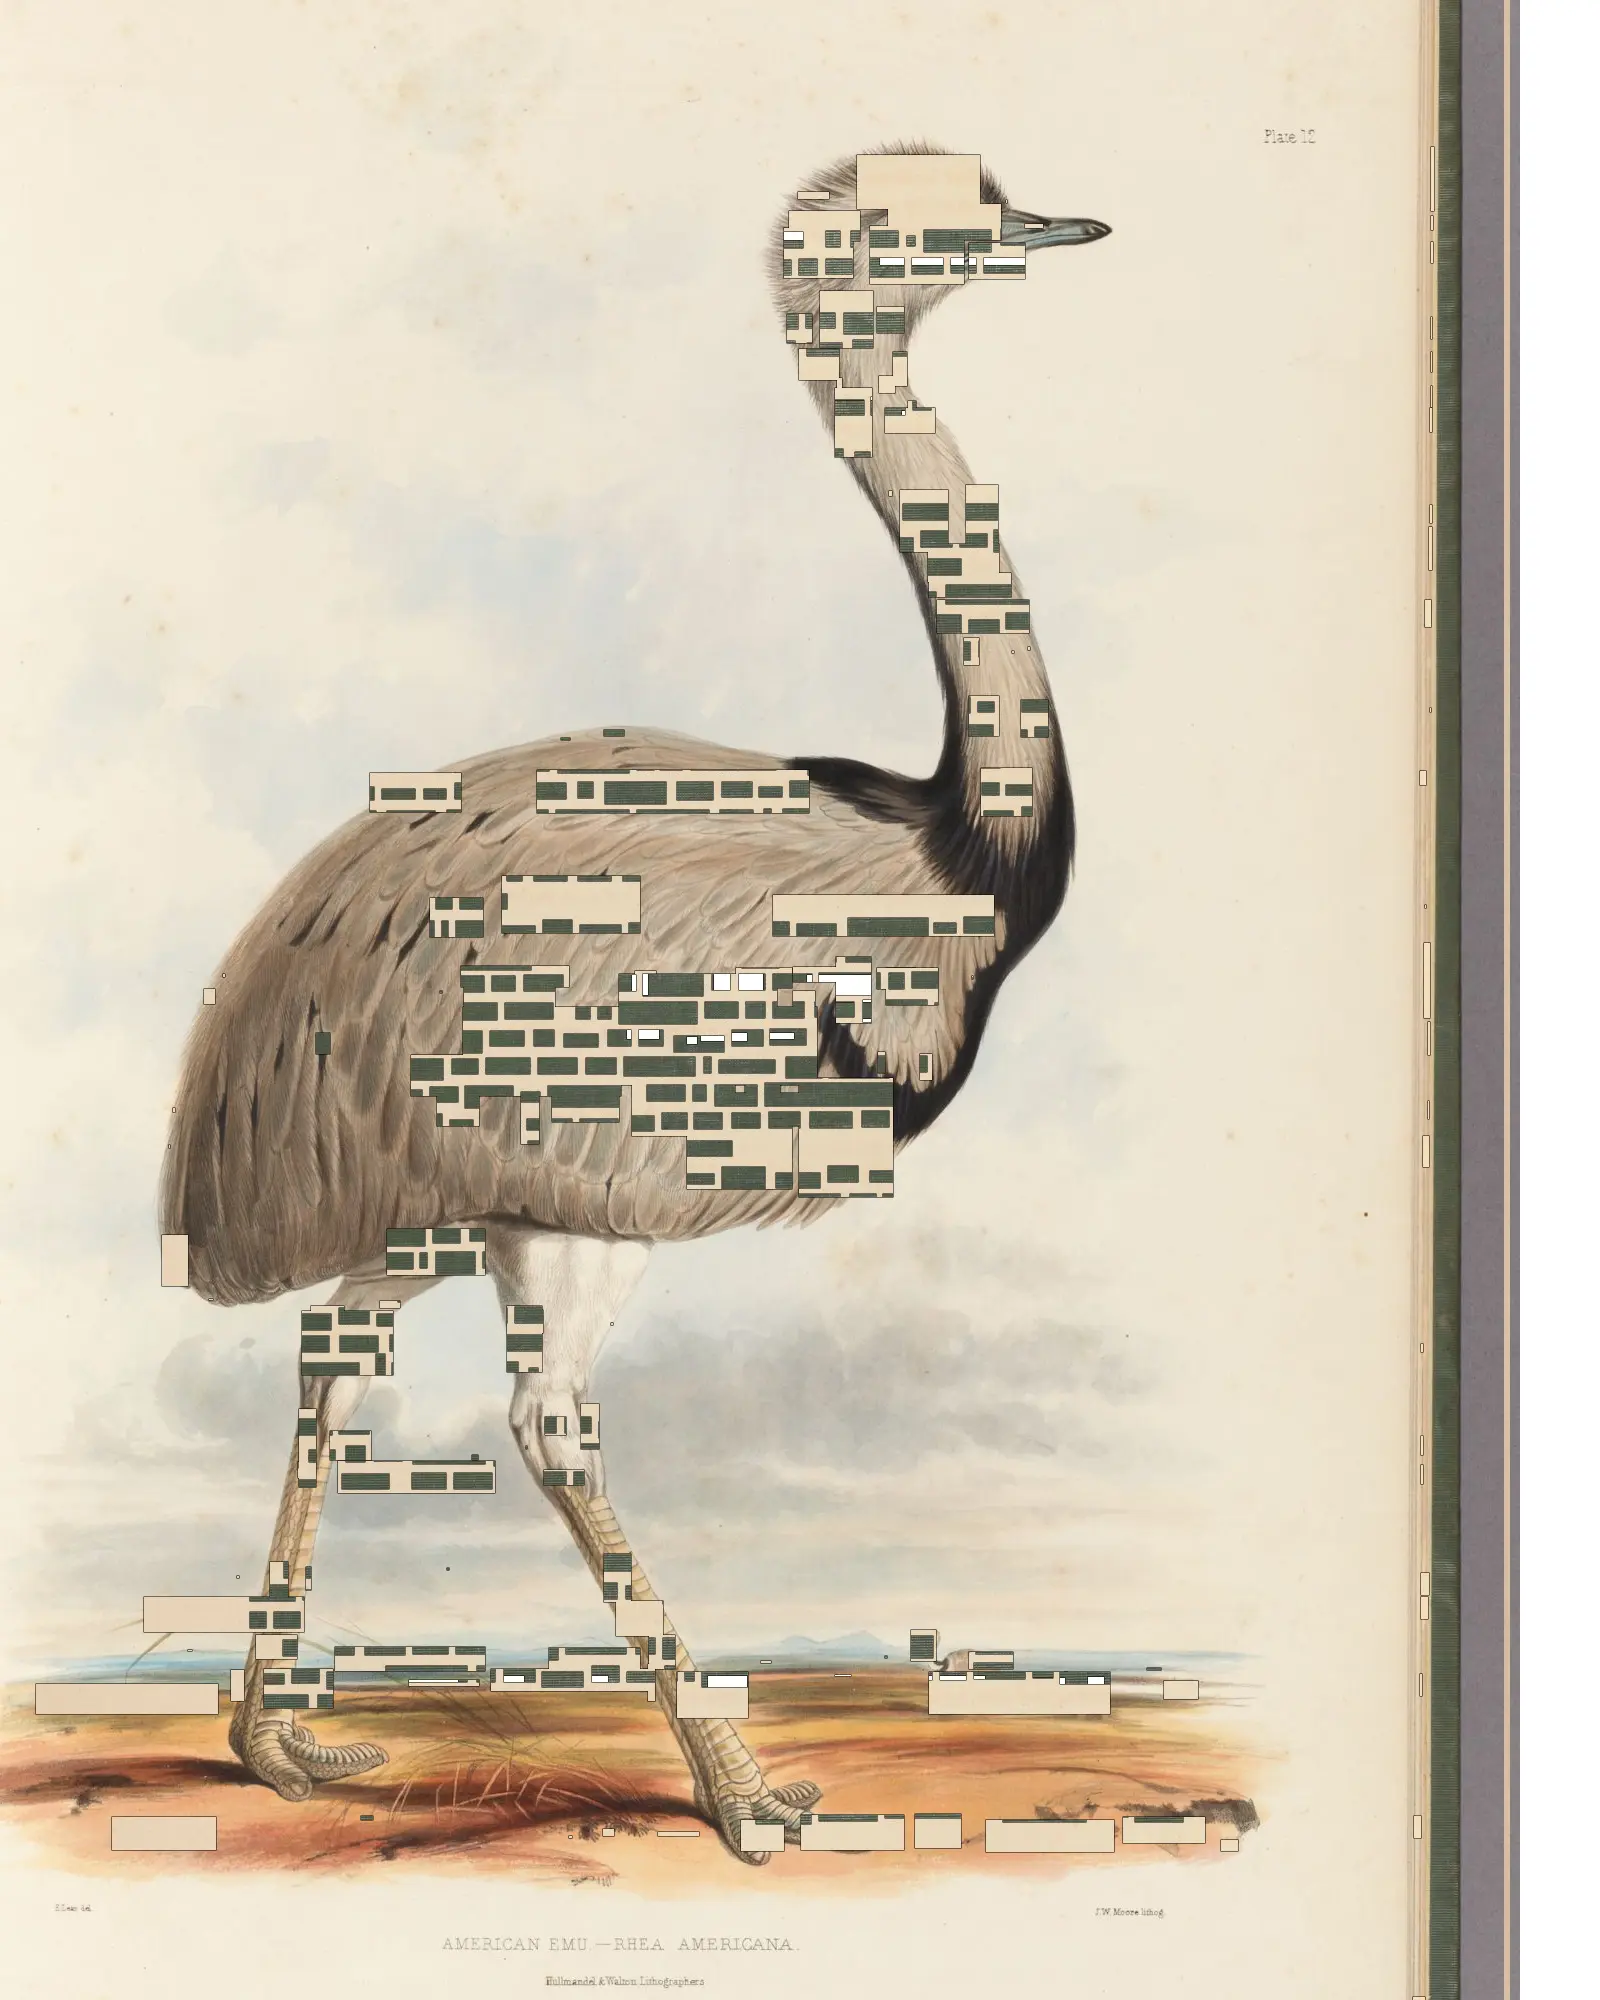 Plate 12
E. Lear del.
J.W. Moore lithog.
AMERICAN EMU.—RHEA AMERICANA.
Hullmandel & Walton Lithographers